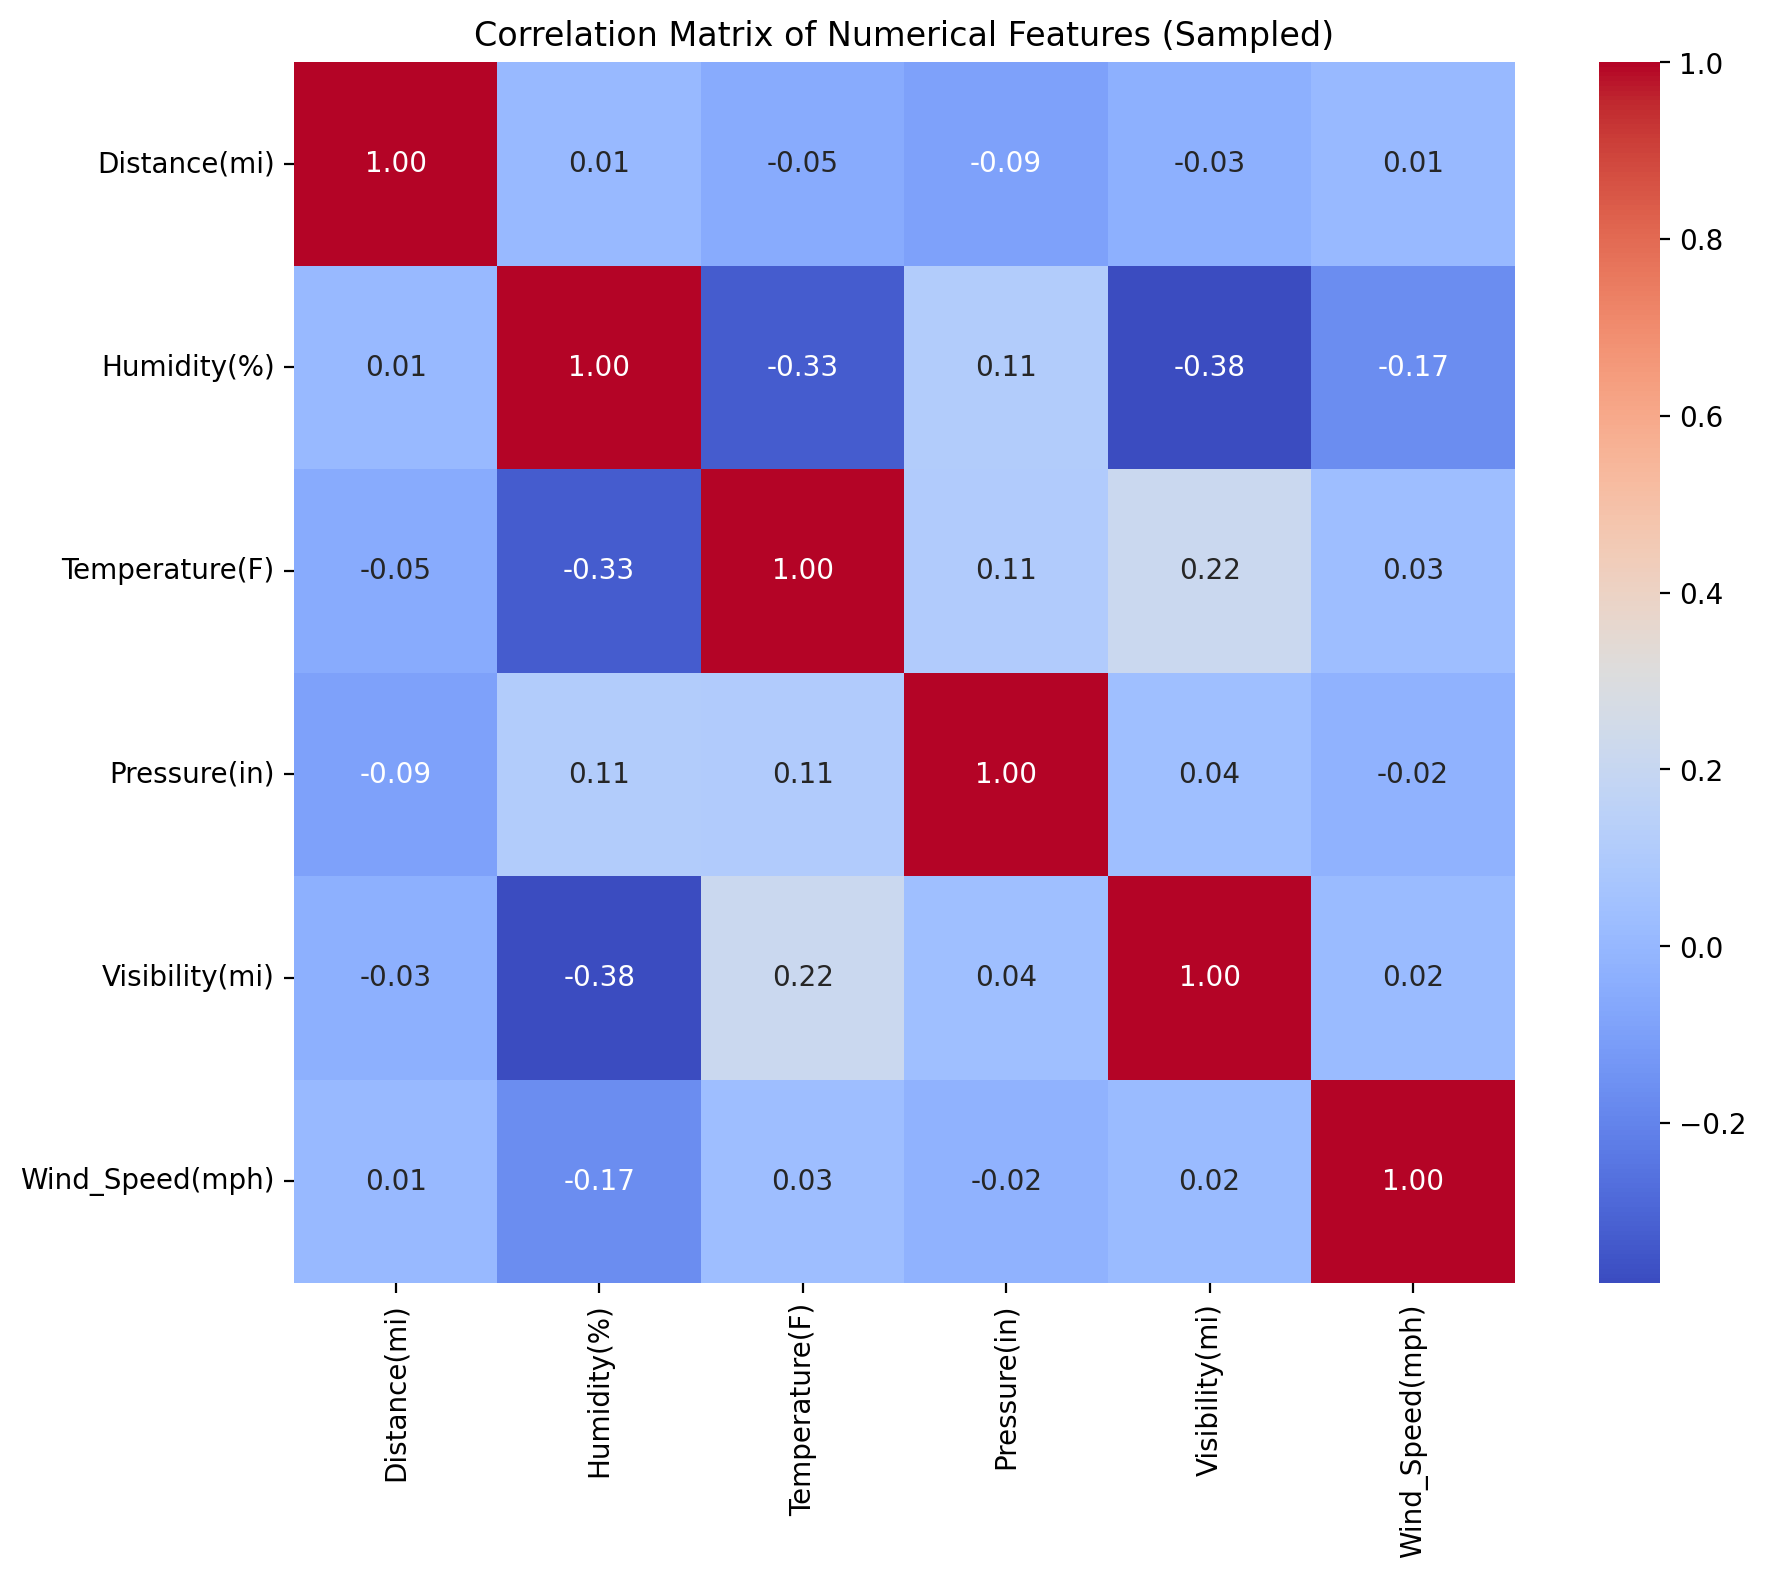 Correlation Matrix of Numerical Features (Sampled)
Distance(mi) 1.00 0.01 -0.05 -0.09 -0.03 0.01
Humidity(%) 0.01 1.00 -0.33 0.11 -0.38 -0.17
Temperature(F) -0.05 -0.33 1.00 0.11 0.22 0.03
Pressure(in) -0.09 0.11 0.11 1.00 0.04 -0.02
Visibility(mi) -0.03 -0.38 0.22 0.04 1.00 0.02
Wind_Speed(mph) 0.01 -0.17 0.03 -0.02 0.02 1.00
Distance(mi)
Humidity(%)
Temperature(F)
Pressure(in)
Visibility(mi)
Wind_Speed(mph)
1.0
0.8
0.6
0.4
0.2
0.0
−0.2